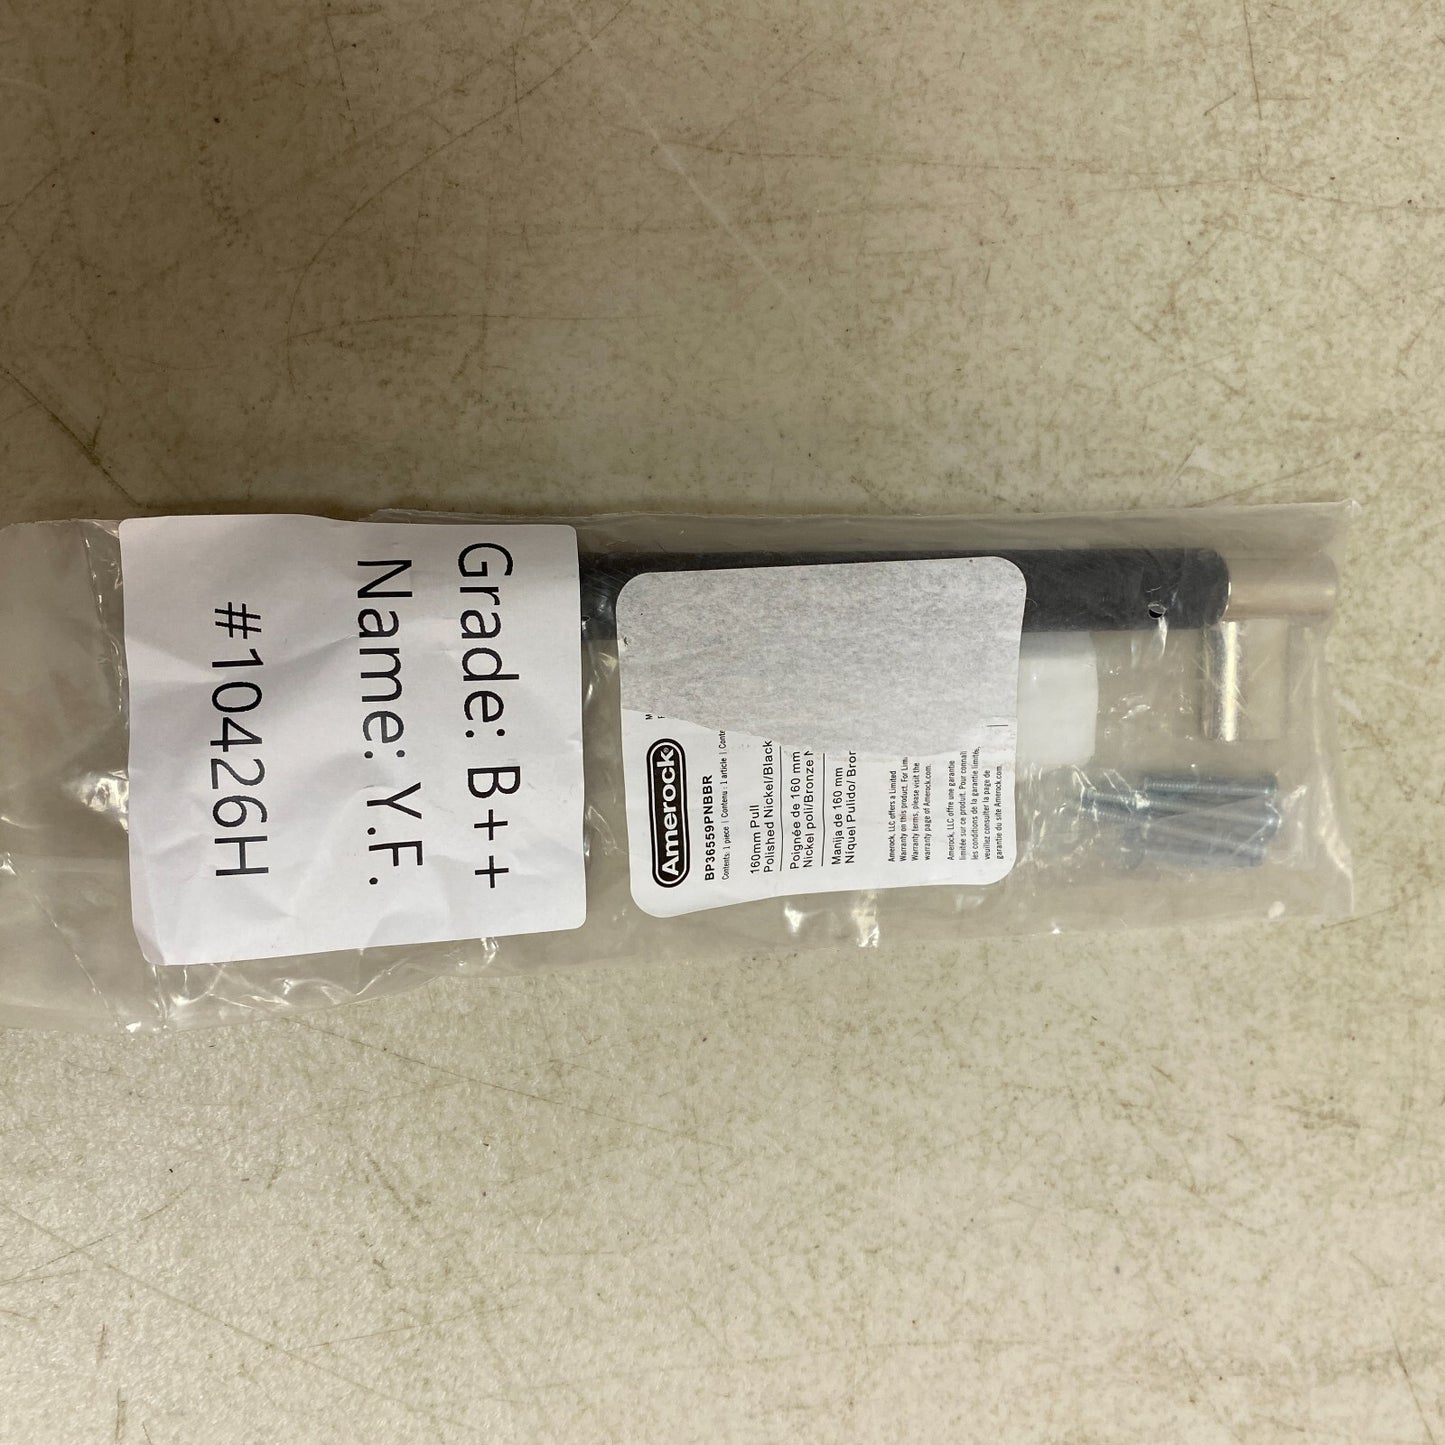 Grade: B++
Name: Y.F.
#10426H
Amerock®
BP36559PNBBR
Contents: 1 piece | Contenu: 1 article |
160mm Pull
Polished Nickel/Black
Poignée de 160 mm
Nickel poli/Bronze
Manija de 160 mm
Níquel Pulido/
Amerock, LLC offers a Limited
Warranty on this product. For
Warranty terms, please visit the
warranty page of Amerock.com.
Amerock, LLC offre une garantie
limitée sur ce produit. Pour
les conditions de la garantie limitée,
veuillez consulter la page de
garantie du site Amerock.com.